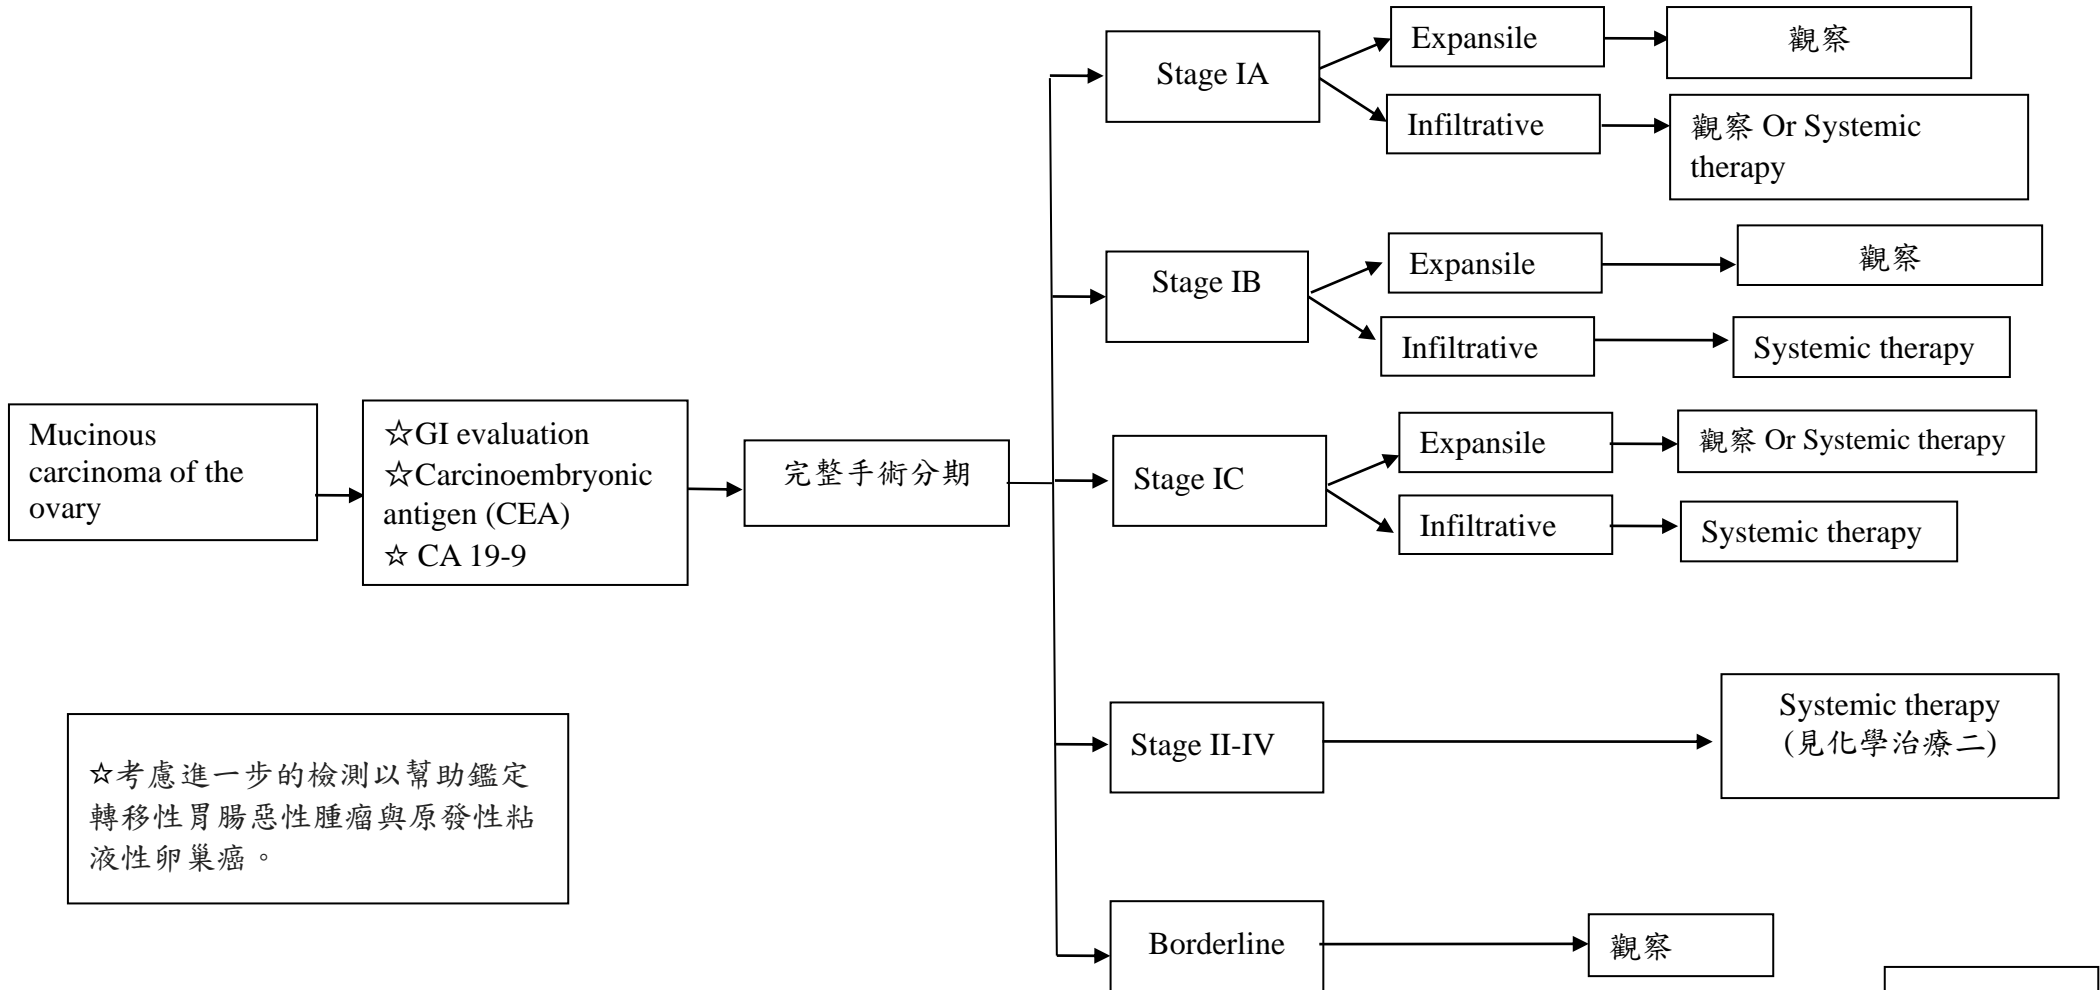 Mucinous
carcinoma of the
ovary
☆GI evaluation
☆Carcinoembryonic
antigen (CEA)
☆ CA 19-9
完整手術分期
Stage IA
Expansile
觀察
Infiltrative
觀察 Or Systemic
therapy
Stage IB
Expansile
觀察
Infiltrative
Systemic therapy
Stage IC
Expansile
觀察 Or Systemic therapy
Infiltrative
Systemic therapy
Stage II-IV
Systemic therapy
(見化學治療二)
Borderline
觀察
☆考慮進一步的檢測以幫助鑑定
轉移性胃腸惡性腫瘤與原發性粘
液性卵巢癌。